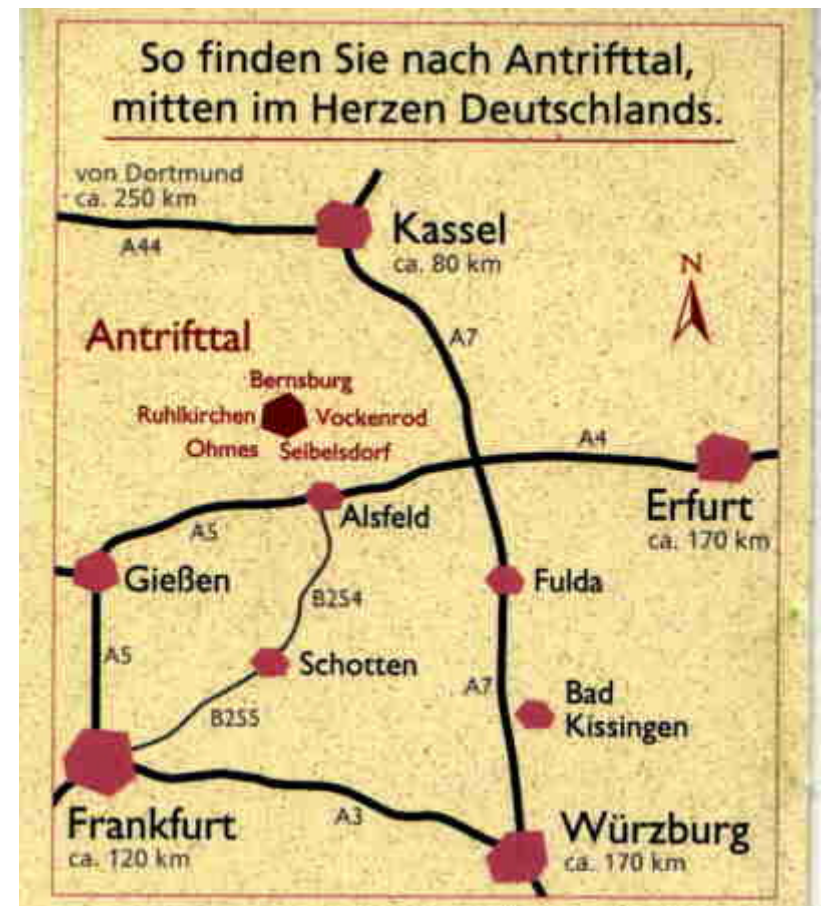 So finden Sie nach Antrifttal,
mitten im Herzen Deutschlands.
von Dortmund
ca. 250 km
A44
Kassel
ca. 80 km
N
A7
Antrifttal
Bernsburg
Ruhlkirchen
Vockenrod
Ohmes
Seibelsdorf
A4
Erfurt
ca. 170 km
Alsfeld
A5
Gießen
Fulda
B254
A5
Schotten
A7
Bad
Kissingen
B255
Frankfurt
ca. 120 km
A3
Würzburg
ca. 170 km